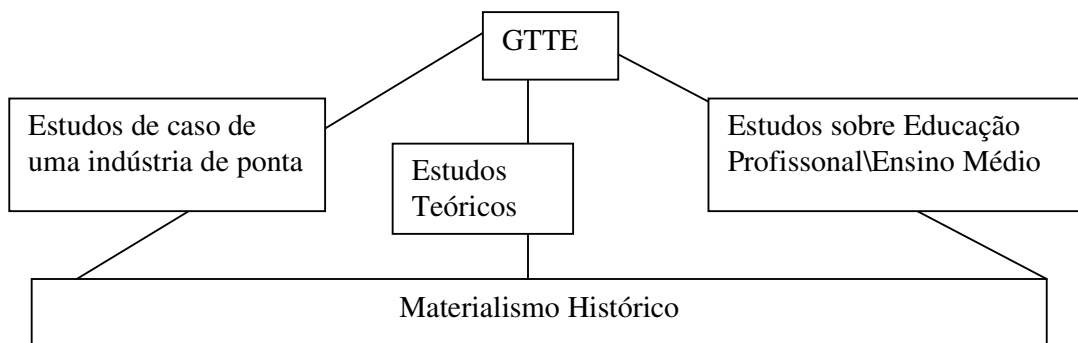 GTTE
Estudos de caso de
uma indústria de ponta
Estudos
Teóricos
Estudos sobre Educação
Profissonal\Ensino Médio
Materialismo Histórico